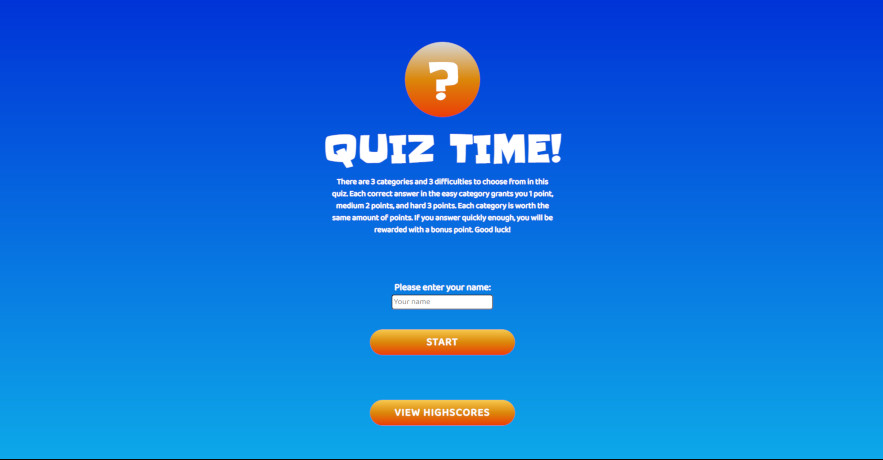 ?
QUIZ TIME!
There are 3 categories and 3 difficulties to choose from in this
quiz. Each correct answer in the easy category grants you 1 point,
medium 2 points, and hard 3 points. Each category is worth the
same amount of points. If you answer quickly enough, you will be
rewarded with a bonus point. Good luck!
Please enter your name:
Your name
START
VIEW HIGHSCORES